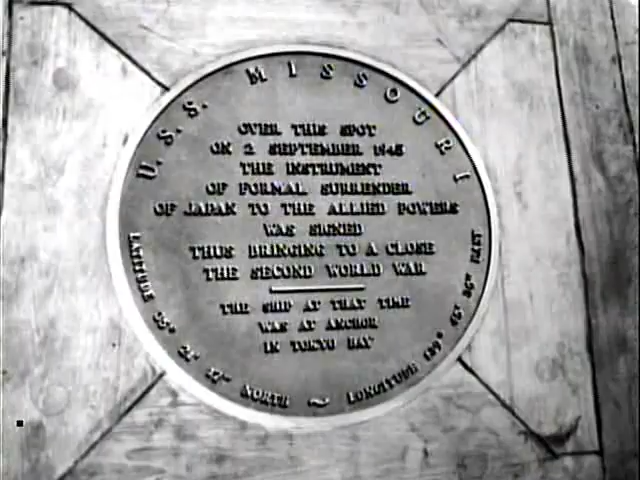 U. S. S. MISSOURI
OVER THIS SPOT
ON 2 SEPTEMBER 1945
THE INSTRUMENT
OF FORMAL SURRENDER
OF JAPAN TO THE ALLIED POWERS
WAS SIGNED
THUS BRINGING TO A CLOSE
THE SECOND WORLD WAR
THE SHIP AT THAT TIME
WAS AT ANCHOR
IN TOKYO BAY
LATITUDE 35° 21' 17" NORTH ~ LONGITUDE 139° 45' 36" EAST